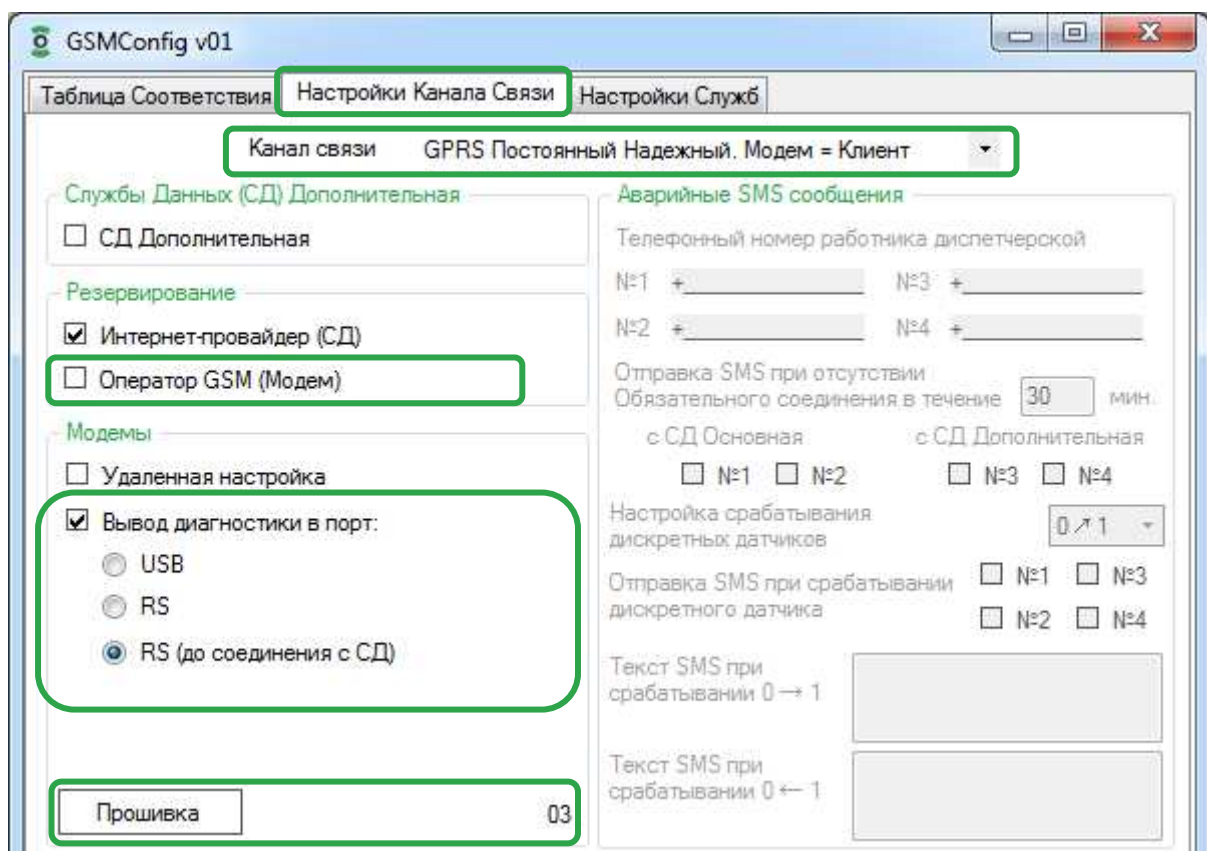 GSMConfig v01
Таблица Соответствия Настройки Канала Связи Настройки Служб
Канал связи GPRS Постоянный Надежный. Модем = Клиент
Службы Данных (СД) Дополнительная
СД Дополнительная
Резервирование
Интернет-провайдер (СД)
Оператор GSM (Модем)
Модемы
Удаленная настройка
Вывод диагностики в порт:
USB
RS
RS (до соединения с СД)
Прошивка 03
Аварийные SMS сообщения
Телефонный номер работника диспетчерской
№1 +_ №3 +_
№2 +_ №4 +_
Отправка SMS при отсутствии
Обязательного соединения в течение 30 мин.
с СД Основная с СД Дополнительная
№1 №2 №3 №4
Настройка срабатывания
дискретных датчиков 0↗1
Отправка SMS при срабатывании
дискретного датчика
№1 №3
№2 №4
Текст SMS при
срабатывании 0 → 1
Текст SMS при
срабатывании 0 ← 1